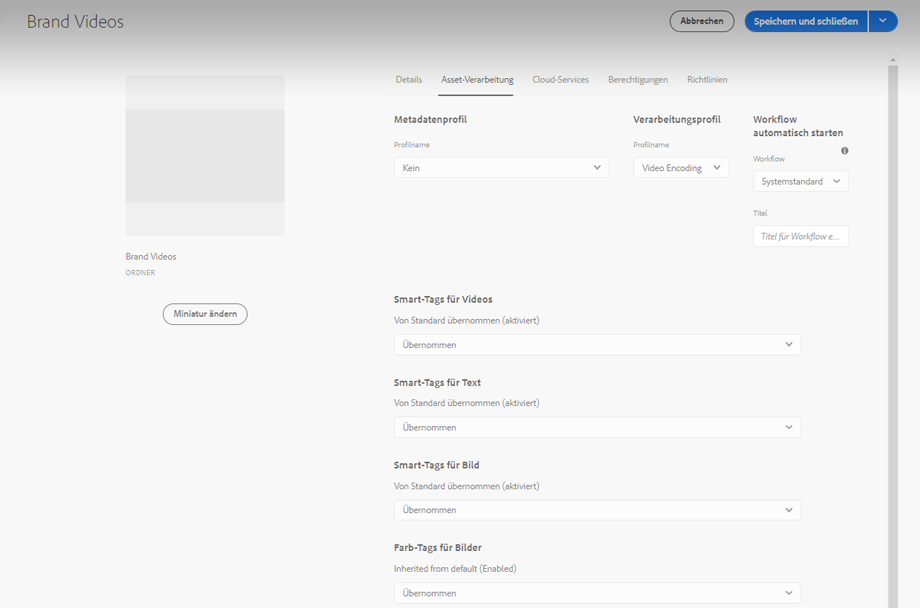 Brand Videos
Abbrechen
Speichern und schließen
Details
Asset-Verarbeitung
Cloud-Services
Berechtigungen
Richtlinien
Metadatenprofil
Profilname
Kein
Verarbeitungsprofil
Profilname
Video Encoding
Workflow
automatisch starten
Workflow
Systemstandard
Titel
Titel für Workflow e...
Brand Videos
ORDNER
Miniatur ändern
Smart-Tags für Videos
Von Standard übernommen (aktiviert)
Übernommen
Smart-Tags für Text
Von Standard übernommen (aktiviert)
Übernommen
Smart-Tags für Bild
Von Standard übernommen (aktiviert)
Übernommen
Farb-Tags für Bilder
Inherited from default (Enabled)
Übernommen